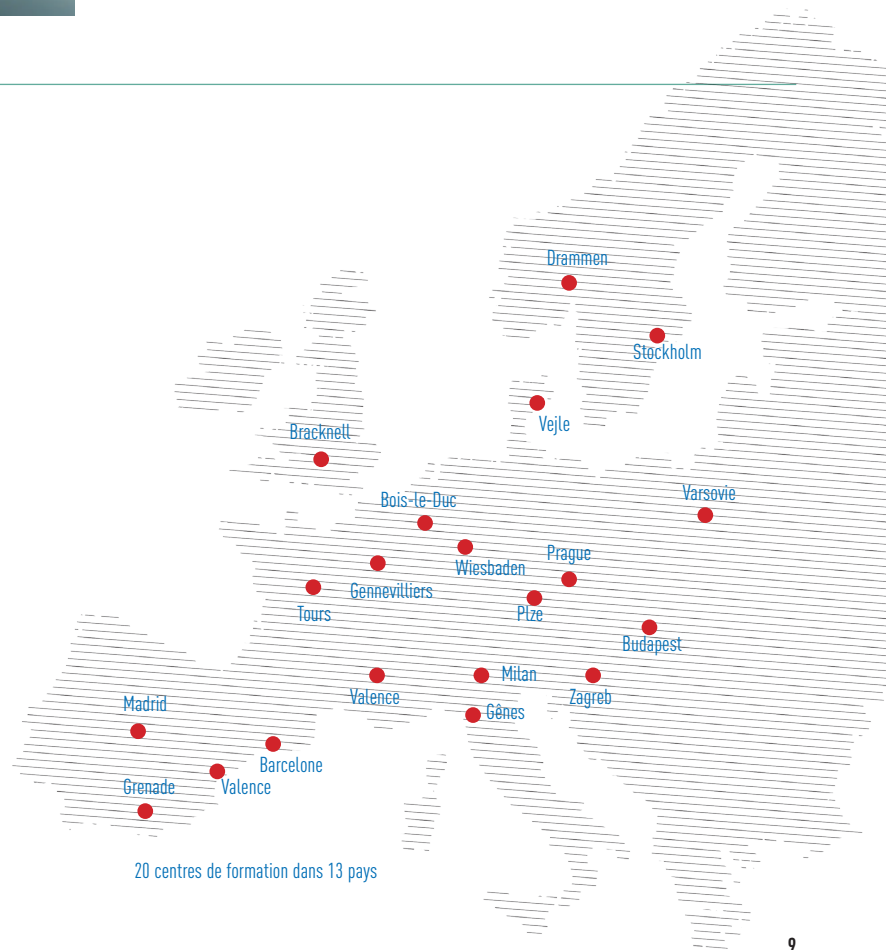 Drammen
Stockholm
Vejle
Bracknell
Bois-le-Duc
Varsovie
Wiesbaden
Prague
Gennevilliers
Tours
Plze
Budapest
Milan
Valence
Zagreb
Madrid
Gênes
Barcelone
Grenade
Valence
20 centres de formation dans 13 pays
9